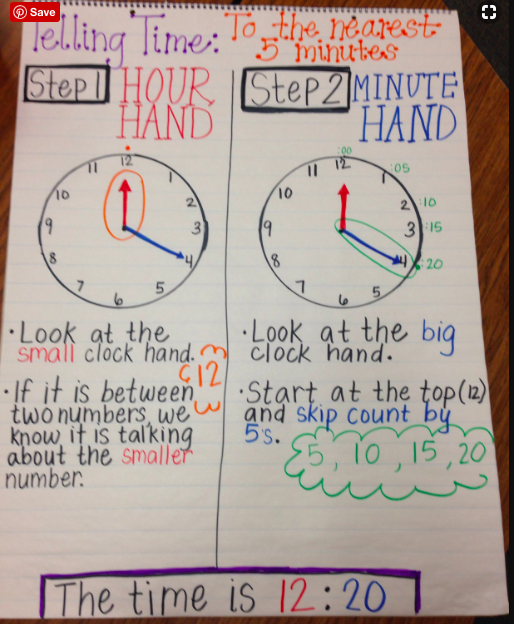 Save
Telling Time: To the nearest
5 minutes
Step 1 HOUR
HAND
12
11 1
10 2
9 3
8 4
7 5
6
• Look at the
small clock hand.
12
• If it is between
two numbers, we
know it is talking
about the smaller
number.
Step 2 MINUTE
HAND
:00
11 12 1 :05
10 2 :10
9 3 :15
8 4 :20
7 5
6
• Look at the big
clock hand.
• Start at the top (12)
and skip count by
5's.
5, 10, 15, 20
The time is 12:20